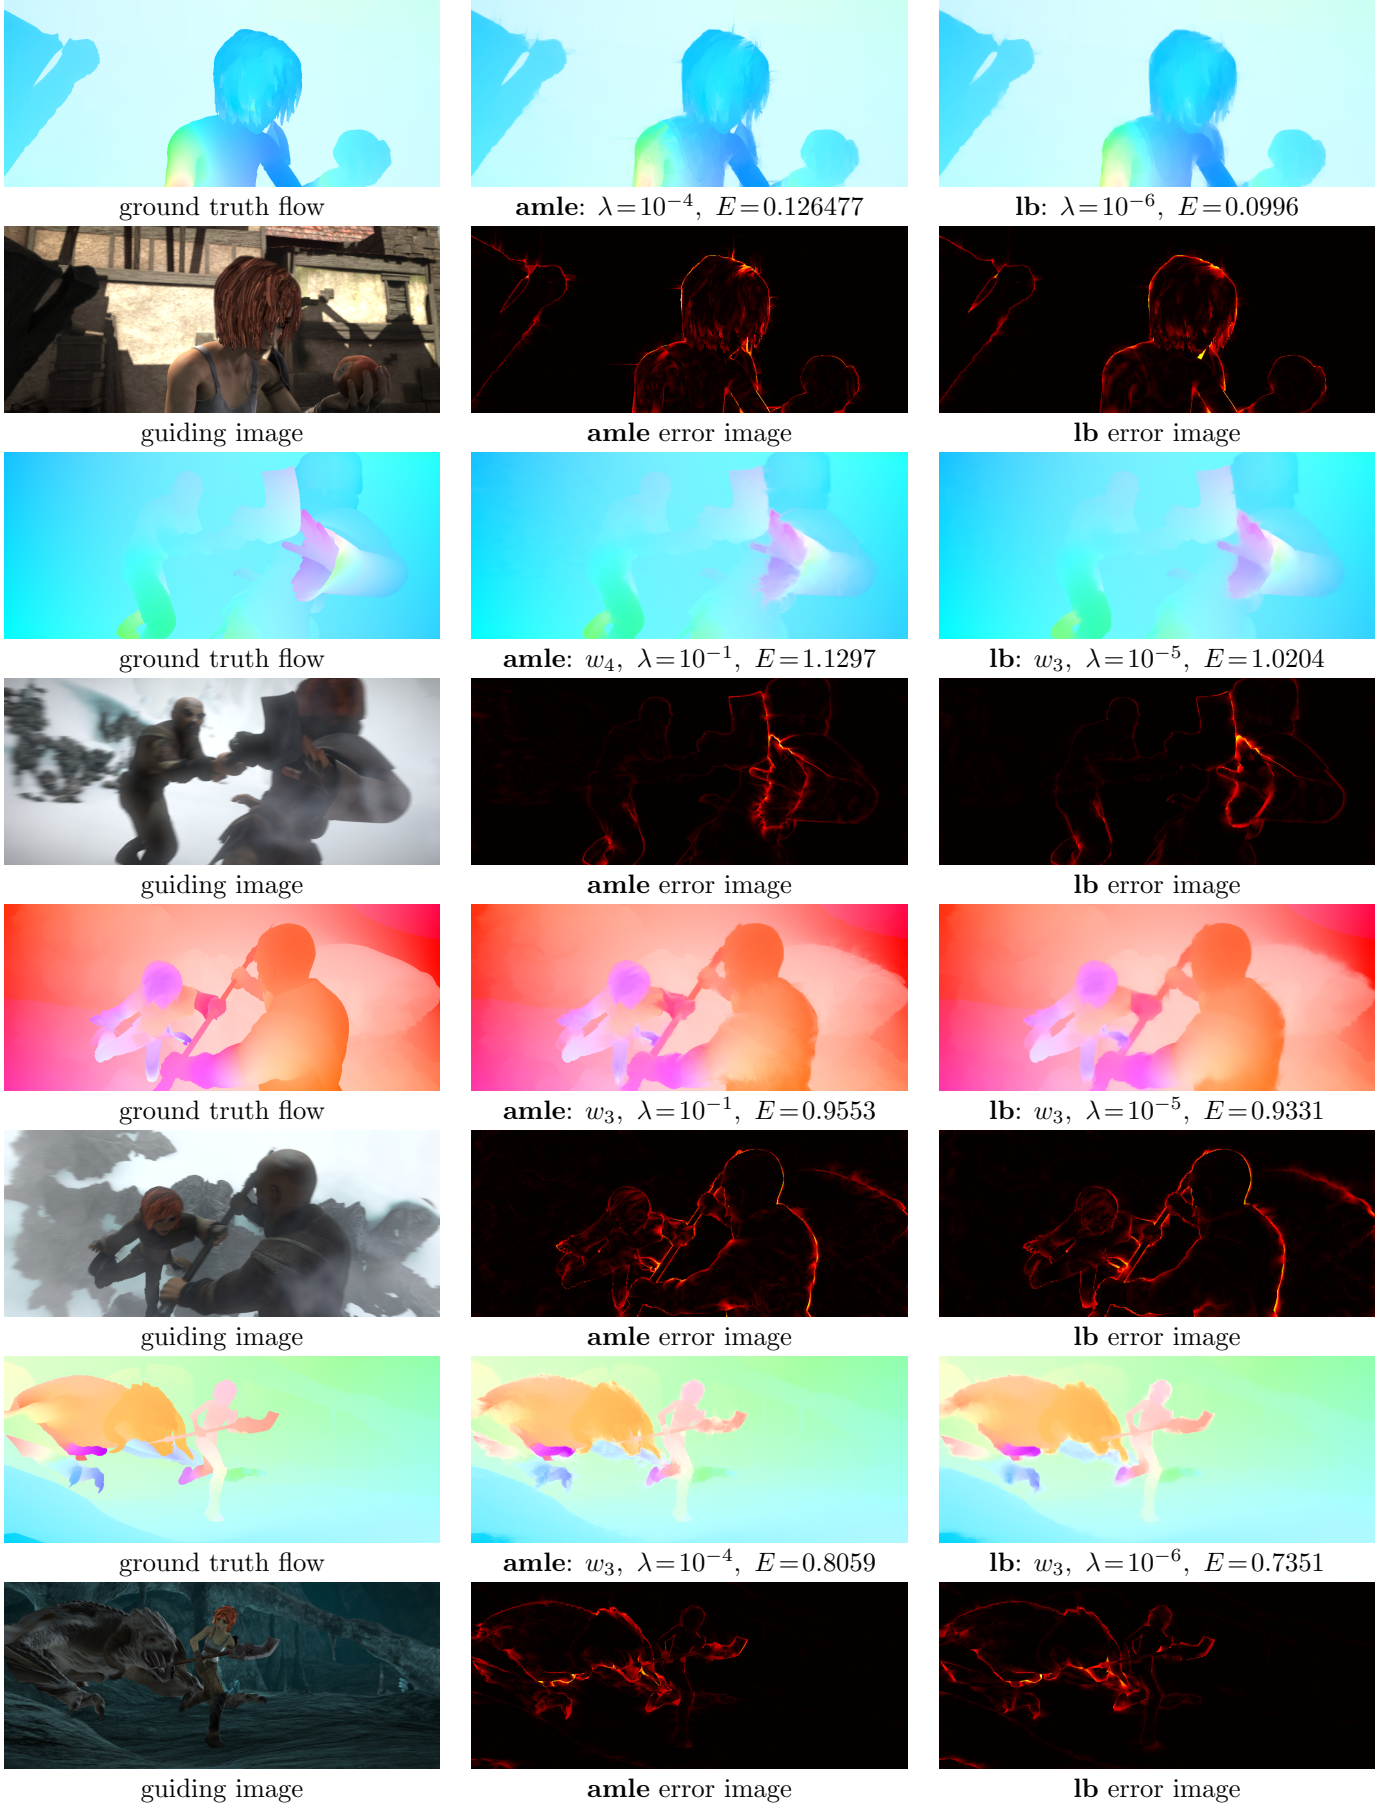 ground truth flow
amle: λ=10⁻⁴, E=0.126477
lb: λ=10⁻⁶, E=0.0996
guiding image
amle error image
lb error image
ground truth flow
amle: w₄, λ=10⁻¹, E=1.1297
lb: w₃, λ=10⁻⁵, E=1.0204
guiding image
amle error image
lb error image
ground truth flow
amle: w₃, λ=10⁻¹, E=0.9553
lb: w₃, λ=10⁻⁵, E=0.9331
guiding image
amle error image
lb error image
ground truth flow
amle: w₃, λ=10⁻⁴, E=0.8059
lb: w₃, λ=10⁻⁶, E=0.7351
guiding image
amle error image
lb error image